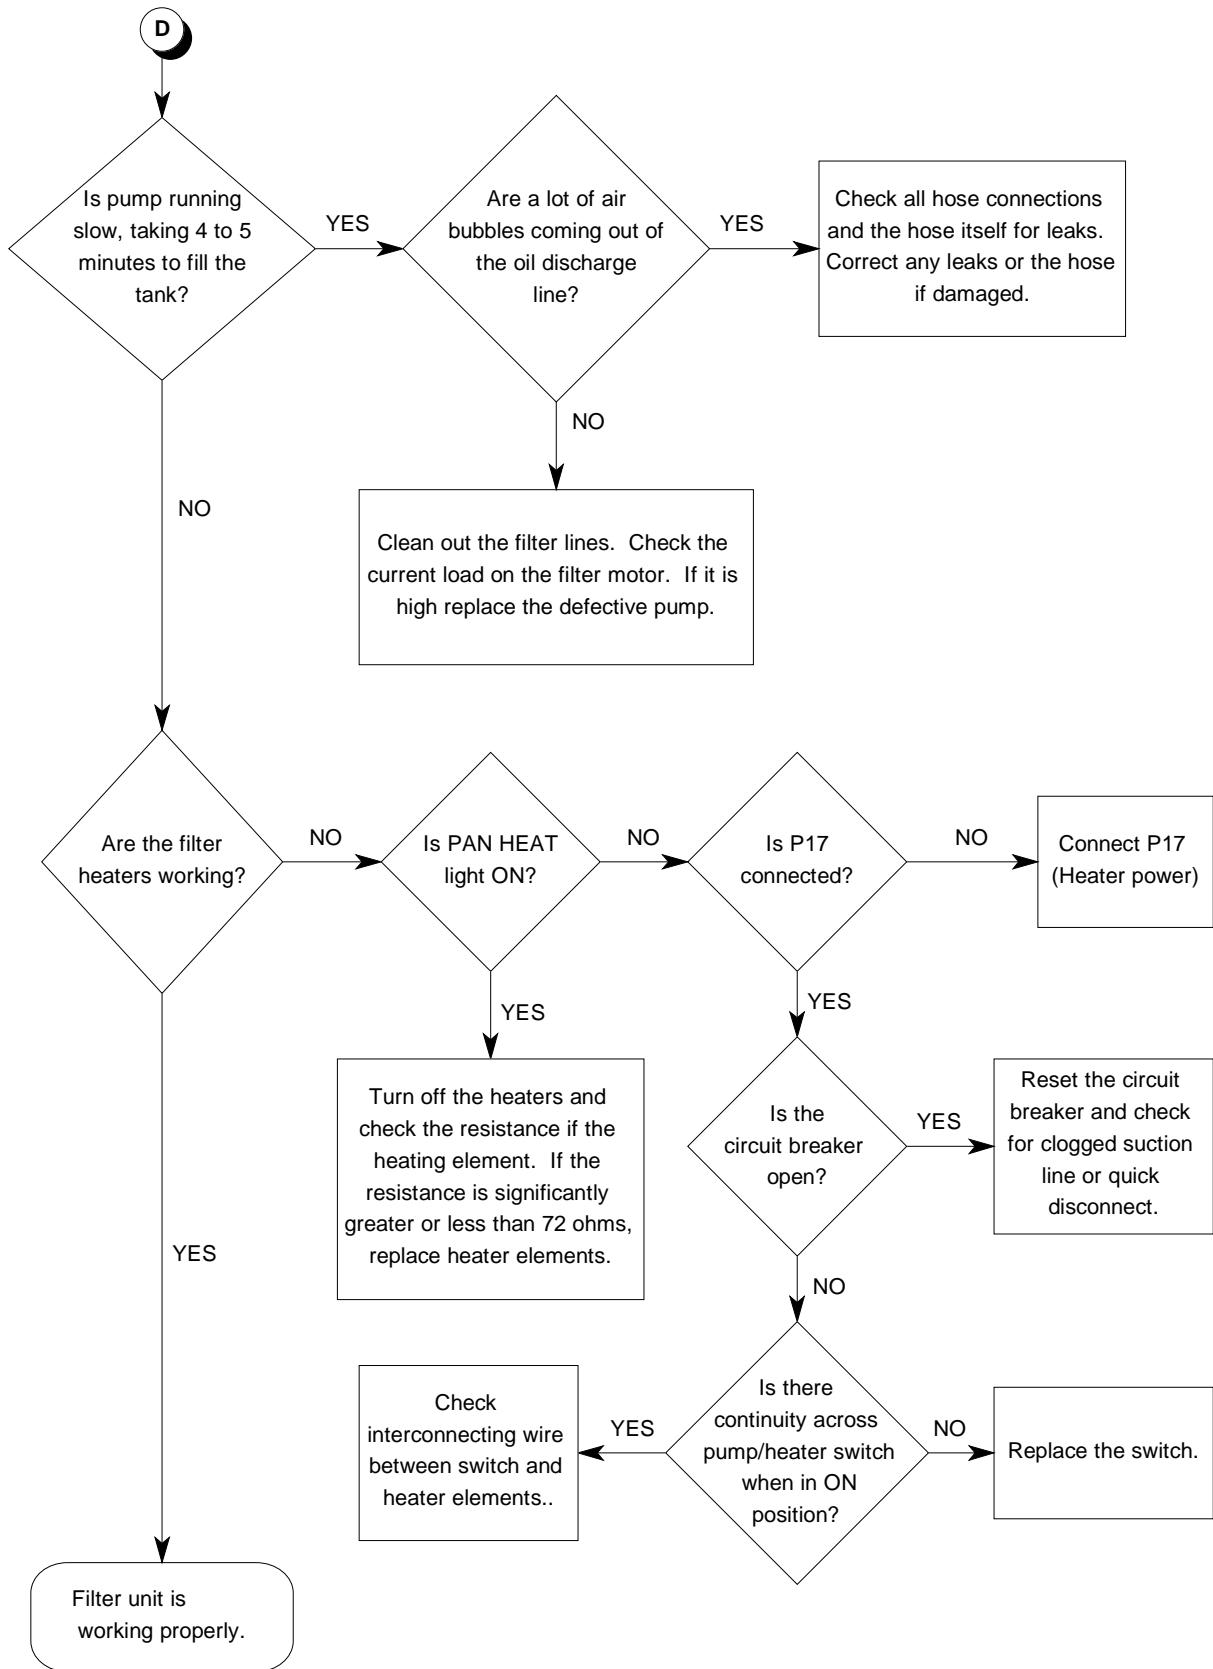 D
Is pump running
slow, taking 4 to 5
minutes to fill the
tank?
YES
Are a lot of air
bubbles coming out of
the oil discharge
line?
YES
Check all hose connections
and the hose itself for leaks.
Correct any leaks or the hose
if damaged.
NO
Clean out the filter lines.  Check the
current load on the filter motor.  If it is
high replace the defective pump.
NO
Are the filter
heaters working?
NO
Is PAN HEAT
light ON?
NO
Is P17
connected?
NO
Connect P17
(Heater power)
YES
Turn off the heaters and
check the resistance if the
heating element.  If the
resistance is significantly
greater or less than 72 ohms,
replace heater elements.
YES
Is the
circuit breaker
open?
YES
Reset the circuit
breaker and check
for clogged suction
line or quick
disconnect.
NO
Is there
continuity across
pump/heater switch
when in ON
position?
YES
Check
interconnecting wire
between switch and
heater elements..
NO
Replace the switch.
YES
Filter unit is
working properly.